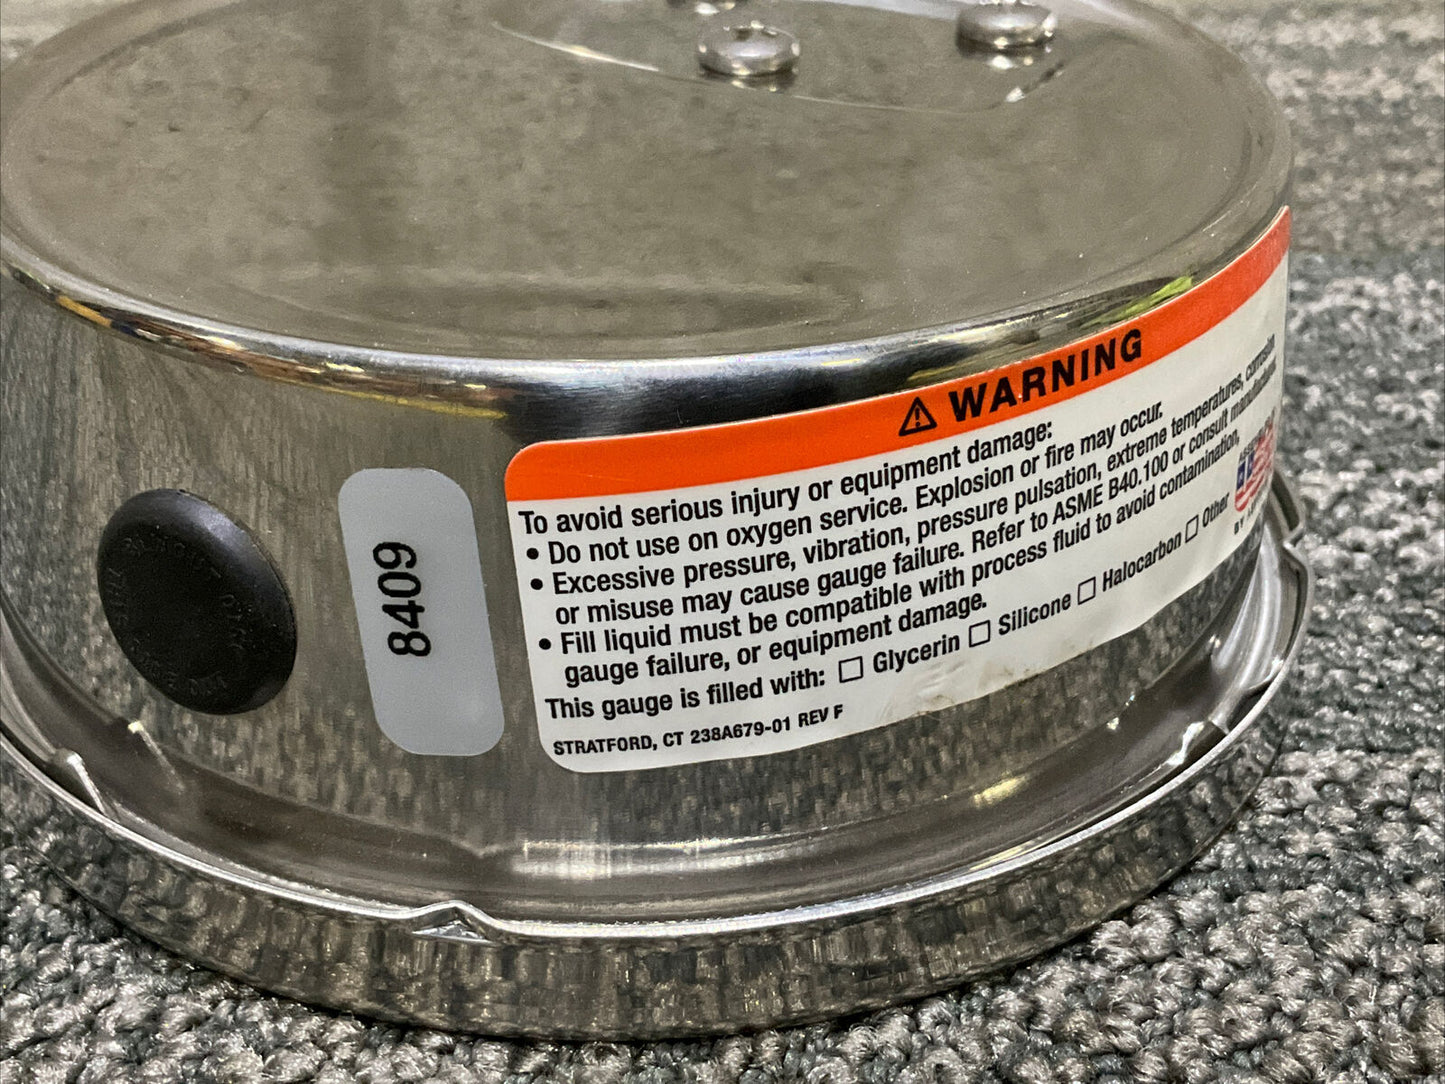 8409
⚠ WARNING
To avoid serious injury or equipment damage:
• Do not use on oxygen service. Explosion or fire may occur.
• Excessive pressure, vibration, pressure pulsation, extreme temperatures, corrosion
or misuse may cause gauge failure. Refer to ASME B40.100 or consult manufacturer.
• Fill liquid must be compatible with process fluid to avoid contamination,
gauge failure, or equipment damage.
This gauge is filled with: ☐ Glycerin ☐ Silicone ☐ Halocarbon ☐ Other
STRATFORD, CT 238A679-01 REV F